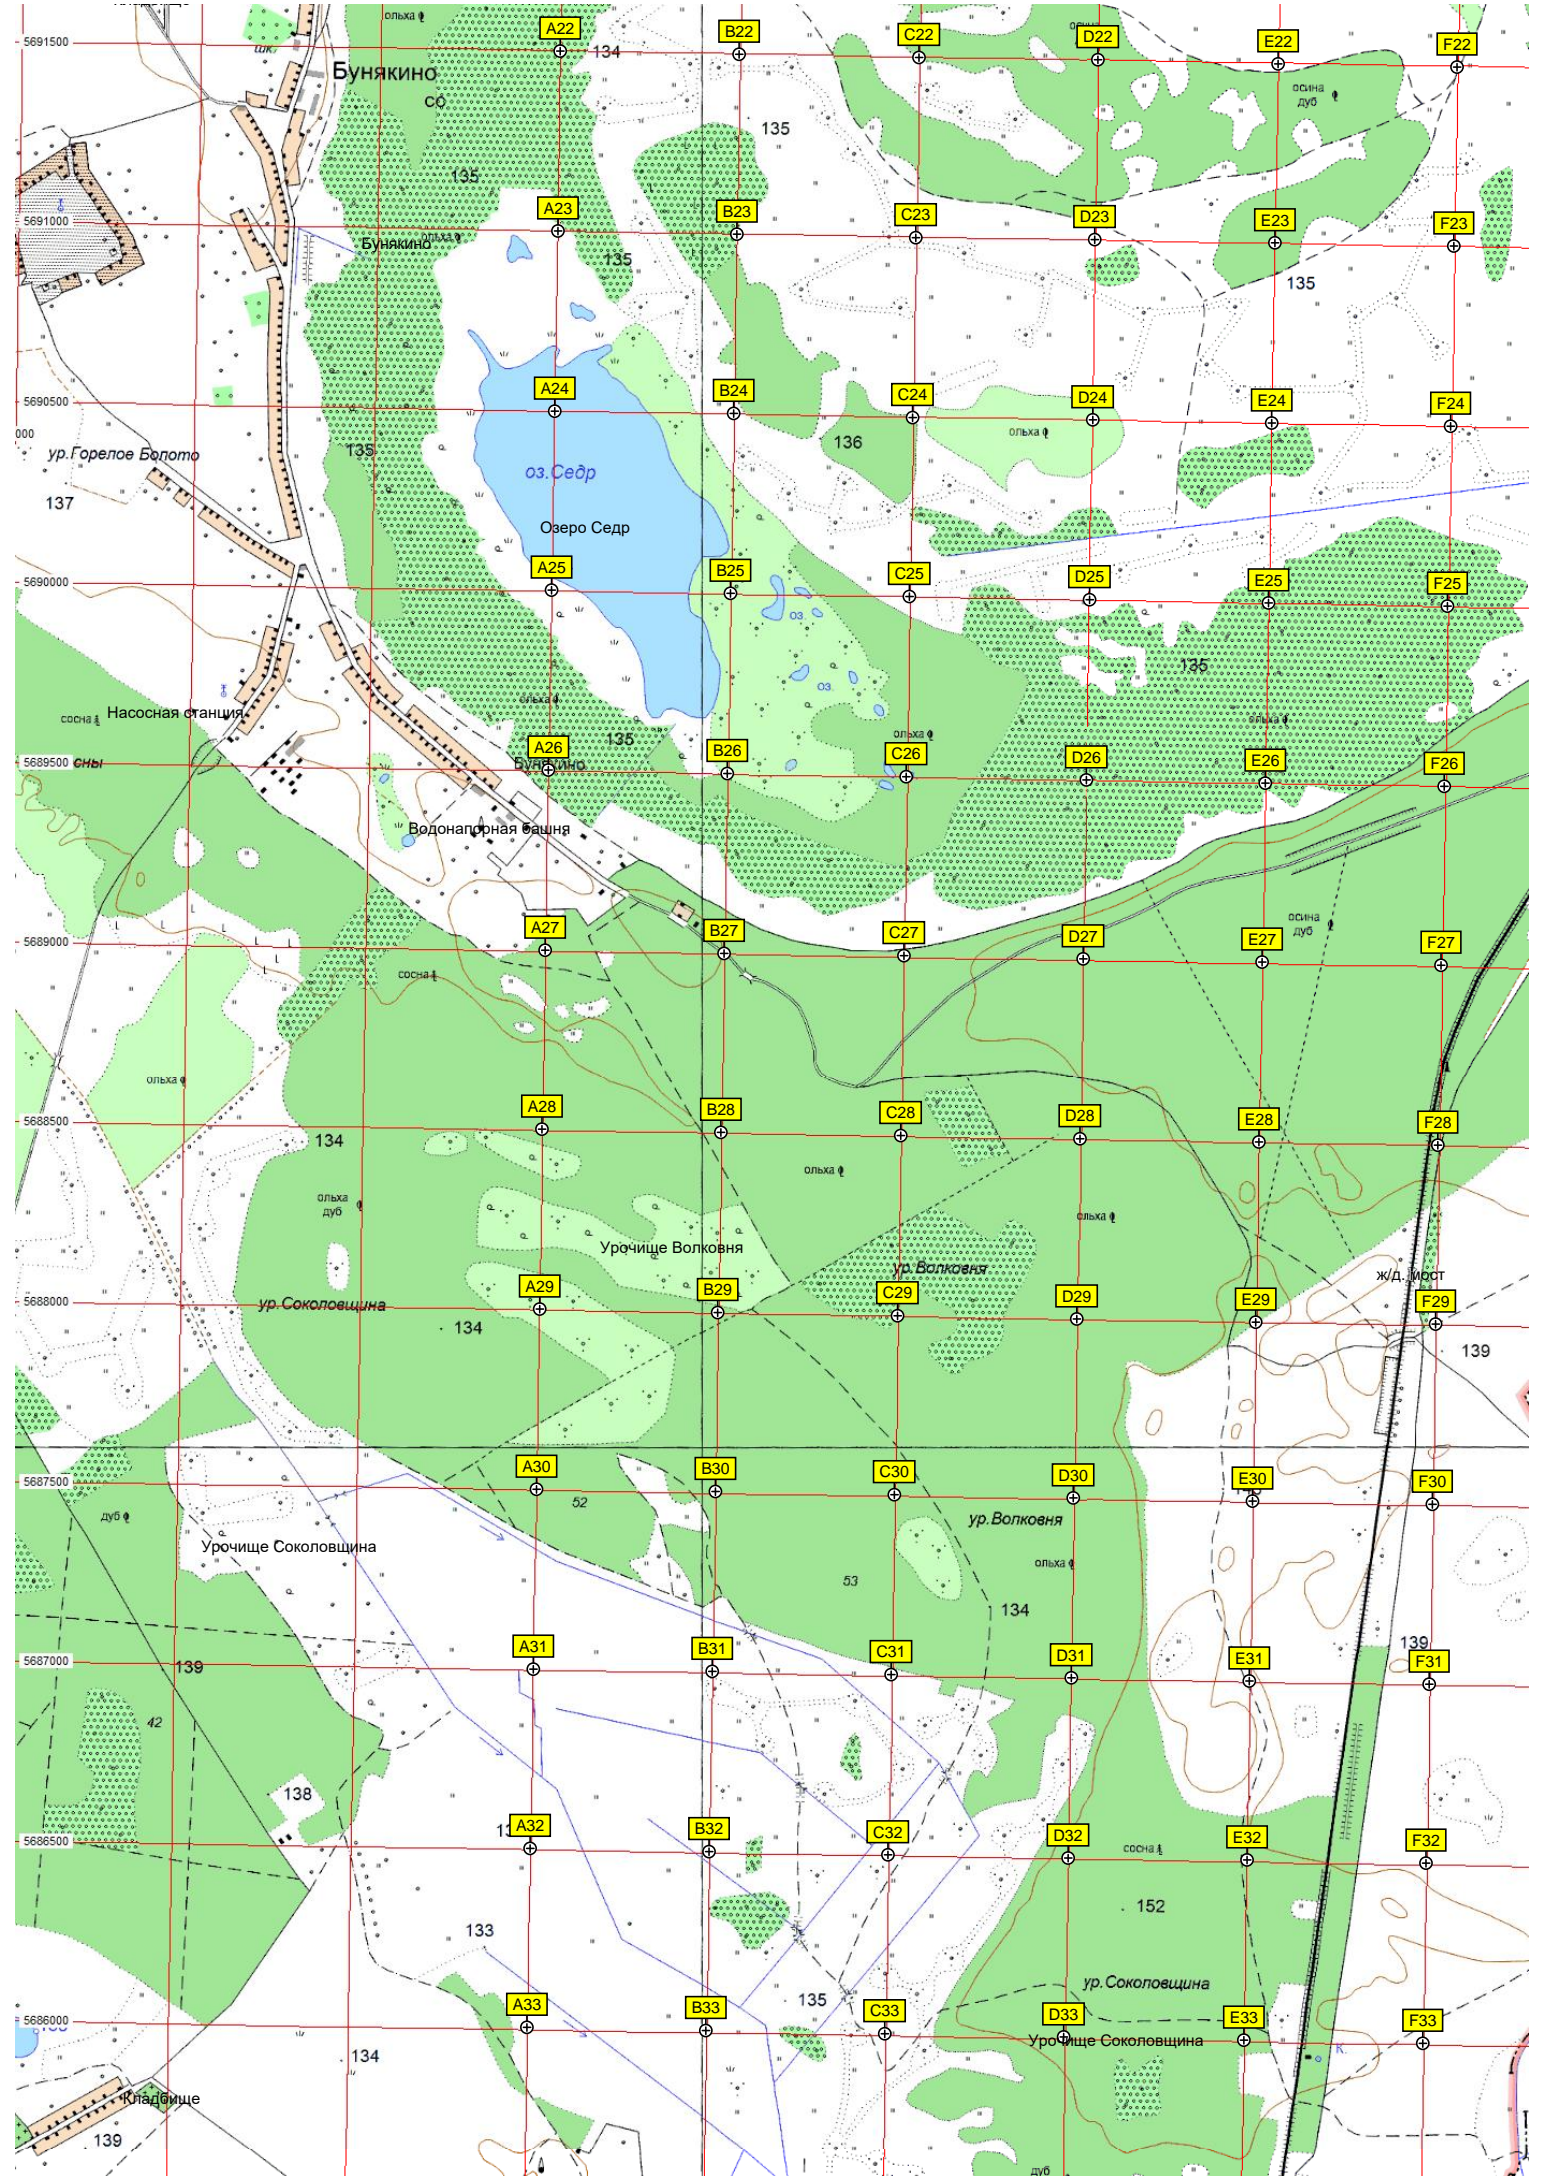 ольха
A22
B22
C22
D22
E22
F22
5691500
шк.
134
Бунякино
СО
осина
дуб
135
135
A23
B23
C23
D23
E23
F23
5691000
ольха
Бунякино
135
135
A24
B24
C24
D24
E24
F24
5690500
000
ур.Горелое Болото
135
136
ольха
137
оз.Седр
Озеро Седр
A25
B25
C25
D25
E25
F25
5690000
оз.
135
оз.
сосна
Насосная станция
ольха
135
ольха
ольха
A26
B26
C26
D26
E26
F26
5689500
сны
Бунякино
Водонапорная башня
осина
дуб
A27
B27
C27
D27
E27
F27
5689000
сосна
ольха
A28
B28
C28
D28
E28
F28
5688500
134
ольха
ольха
дуб
ольха
Урочище Волковня
ур.Волковня
ж/д. мост
A29
B29
C29
D29
E29
F29
5688000
ур.Соколовщина
134
139
A30
B30
C30
D30
E30
F30
5687500
52
дуб
ур.Волковня
Урочище Соколовщина
ольха
53
134
A31
B31
C31
D31
E31
F31
5687000
139
139
42
138
A32
B32
C32
D32
E32
F32
5686500
сосна
152
133
ур.Соколовщина
135
A33
B33
C33
D33
E33
F33
5686000
Урочище Соколовщина
К.
134
Кладбище
139
дуб